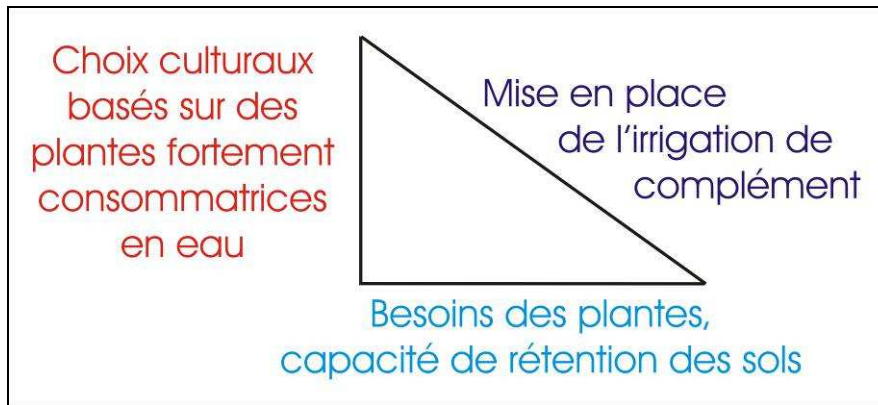 Choix culturaux
basés sur des
plantes fortement
consommatrices
en eau
Mise en place
de l'irrigation de
complément
Besoins des plantes,
capacité de rétention des sols